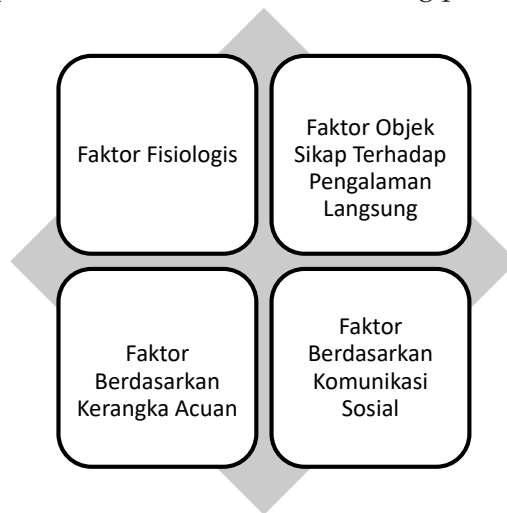 Faktor Fisiologis
Faktor Objek
Sikap Terhadap
Pengalaman
Langsung
Faktor
Berdasarkan
Kerangka Acuan
Faktor
Berdasarkan
Komunikasi
Sosial